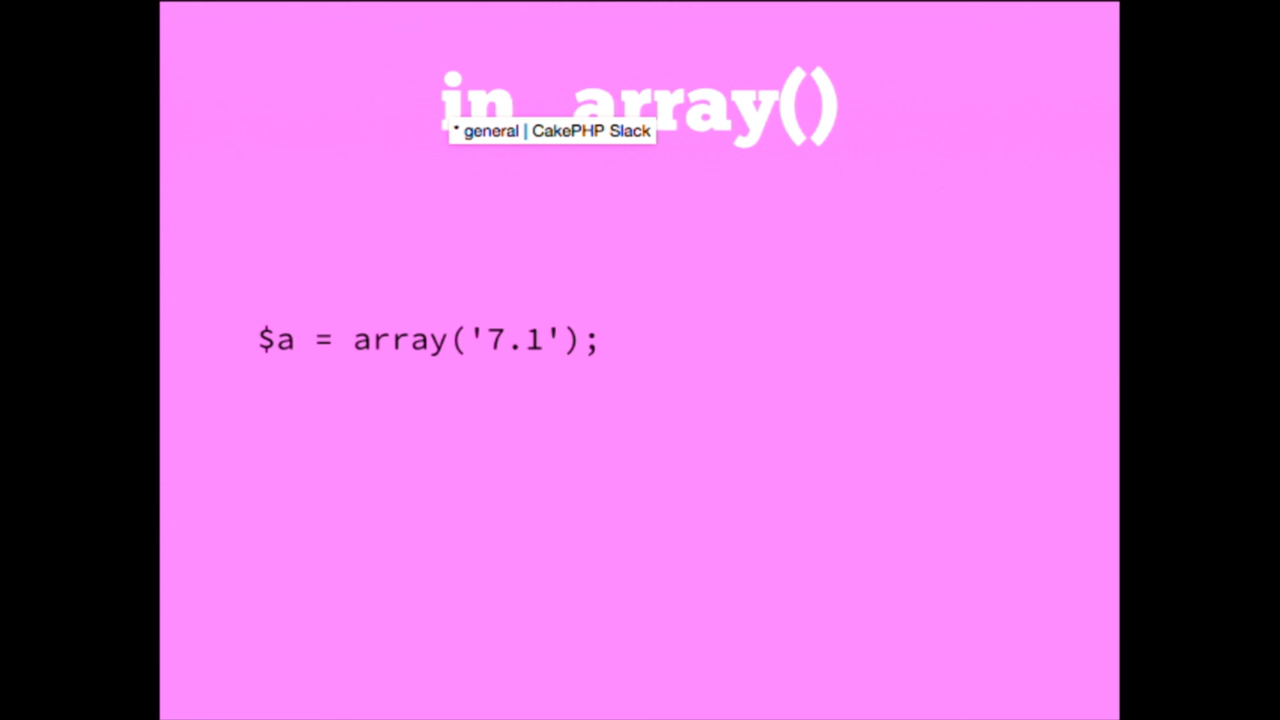 in_array()
* general | CakePHP Slack
$a = array('7.1');